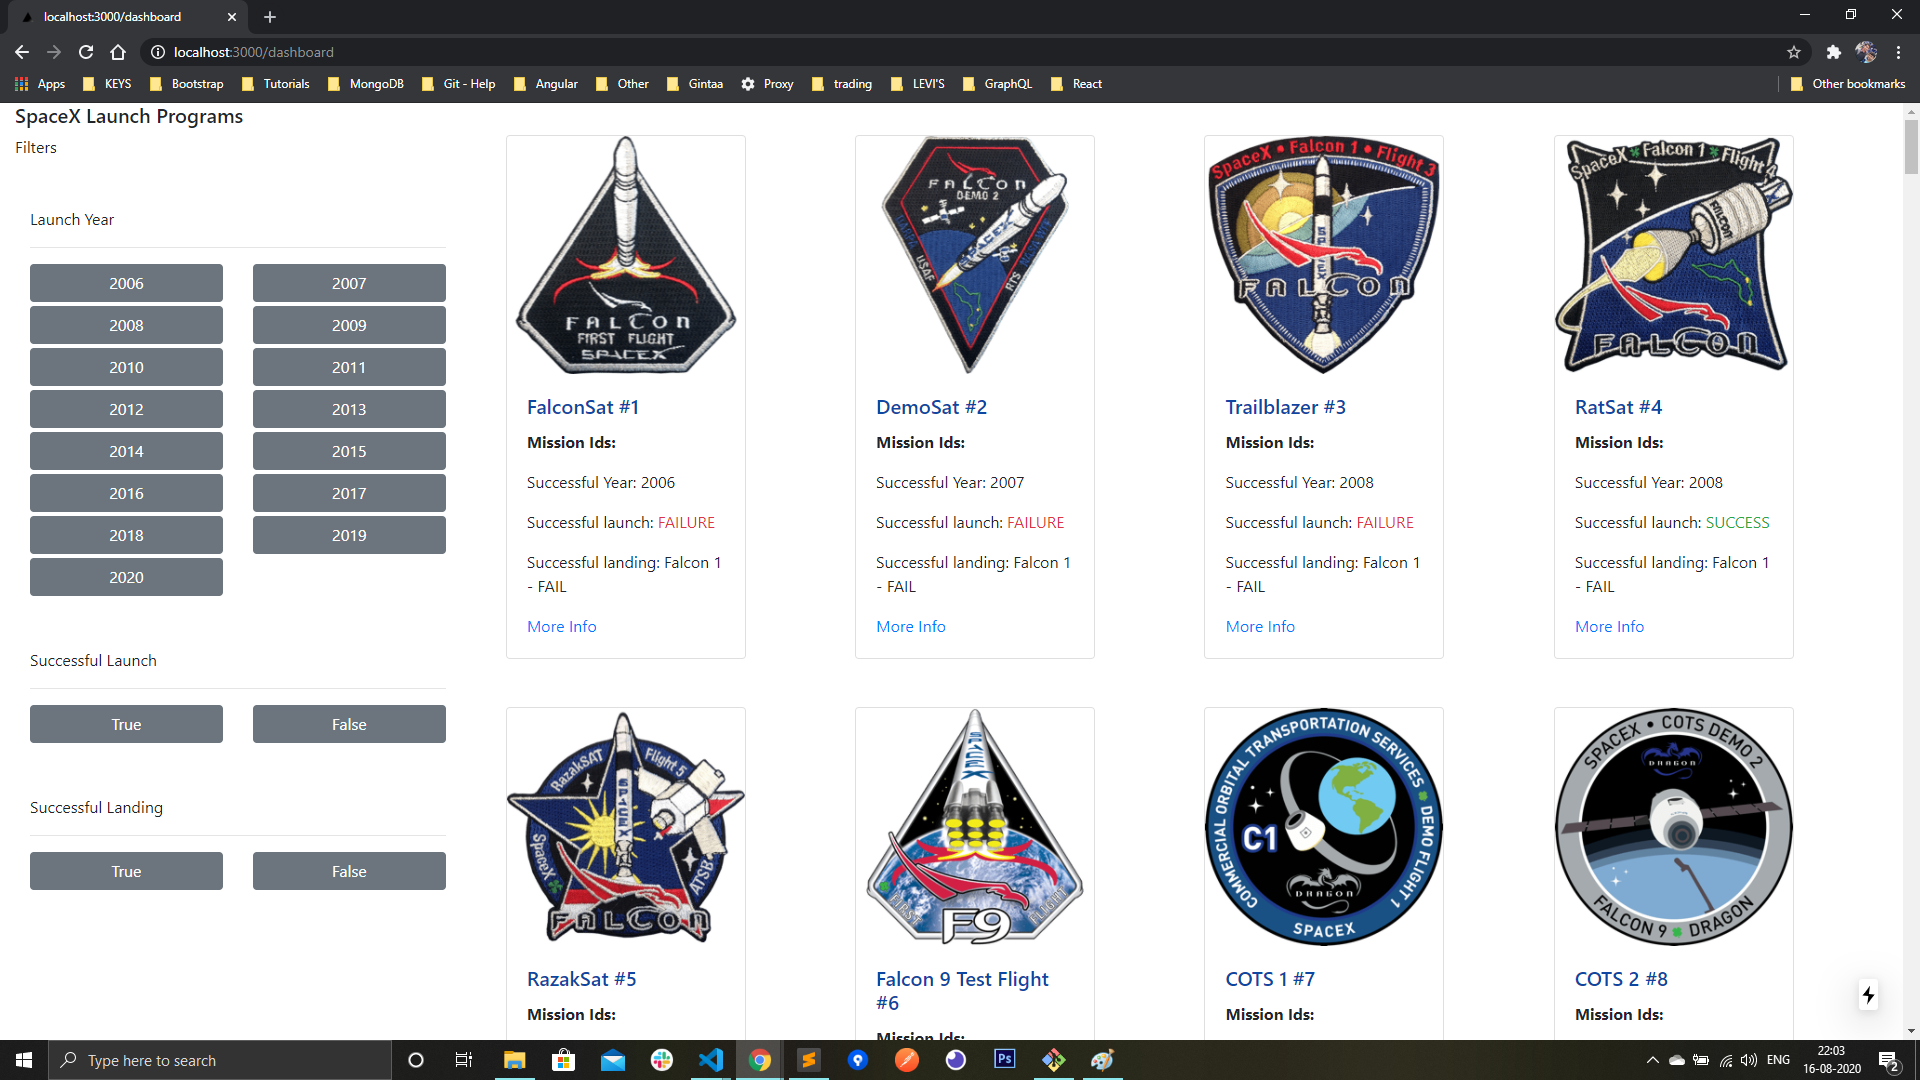 localhost:3000/dashboard
localhost:3000/dashboard
Apps KEYS Bootstrap Tutorials MongoDB Git - Help Angular Other Gintaa Proxy trading LEVI'S GraphQL React Other bookmarks
SpaceX Launch Programs
Filters
Launch Year
2006 2007
2008 2009
2010 2011
2012 2013
2014 2015
2016 2017
2018 2019
2020
Successful Launch
True False
Successful Landing
True False
FALCON
FIRST FLIGHT
SPACEX
FalconSat #1
Mission Ids:
Successful Year: 2006
Successful launch: FAILURE
Successful landing: Falcon 1
- FAIL
More Info
FALCON
DEMO 2
USAF
RTS
SPACEX
DemoSat #2
Mission Ids:
Successful Year: 2007
Successful launch: FAILURE
Successful landing: Falcon 1
- FAIL
More Info
SpaceX • Falcon 1 • Flight 3
SPACEX
FALCON
Trailblazer #3
Mission Ids:
Successful Year: 2008
Successful launch: FAILURE
Successful landing: Falcon 1
- FAIL
More Info
SpaceX Falcon 1 Flight 4
FALCON
FALCON
RatSat #4
Mission Ids:
Successful Year: 2008
Successful launch: SUCCESS
Successful landing: Falcon 1
- FAIL
More Info
RazakSAT Flight 5
SPACEX
SpaceX
ATSB
FALCON
RazakSat #5
Mission Ids:
SPACEX
FIRST FLIGHT
F9
Falcon 9 Test Flight
#6
Mission Ids:
COMMERCIAL ORBITAL TRANSPORTATION SERVICES DEMO FLIGHT 1
C1
DRAGON
SPACEX
COTS 1 #7
Mission Ids:
SPACEX • COTS DEMO 2
DRAGON
FALCON 9 DRAGON
COTS 2 #8
Mission Ids:
Type here to search
Ps
ENG
22:03
16-08-2020
2